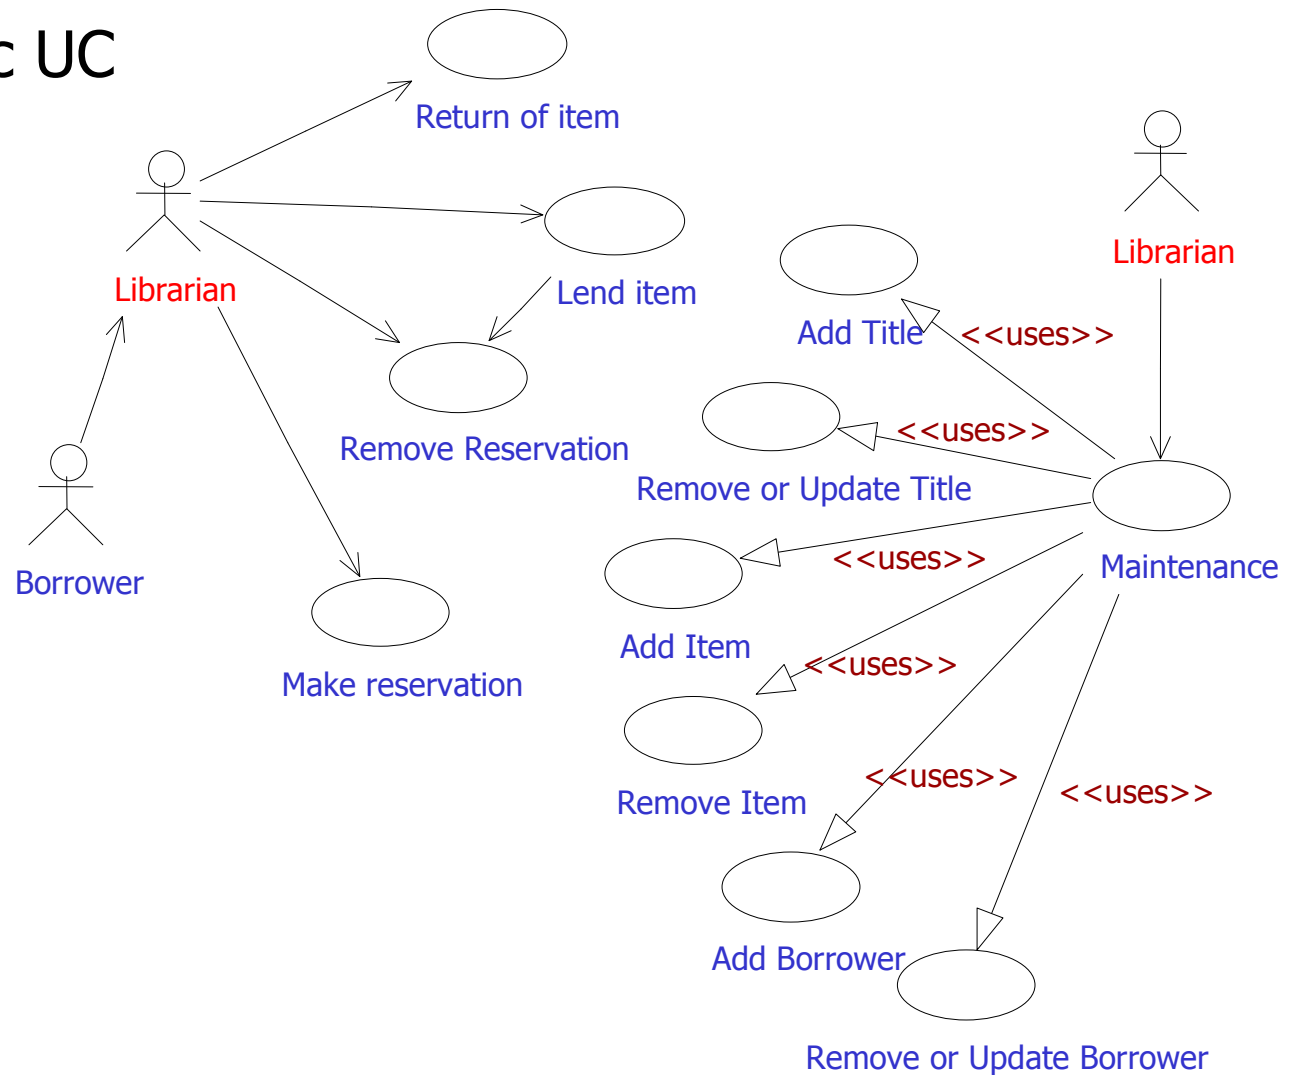 c UC
Return of item
Librarian
Lend item
Librarian
Add Title
<<uses>>
Remove Reservation
<<uses>>
Remove or Update Title
<<uses>>
Maintenance
Borrower
Add Item
Make reservation
<<uses>>
Remove Item
<<uses>>
<<uses>>
Add Borrower
Remove or Update Borrower